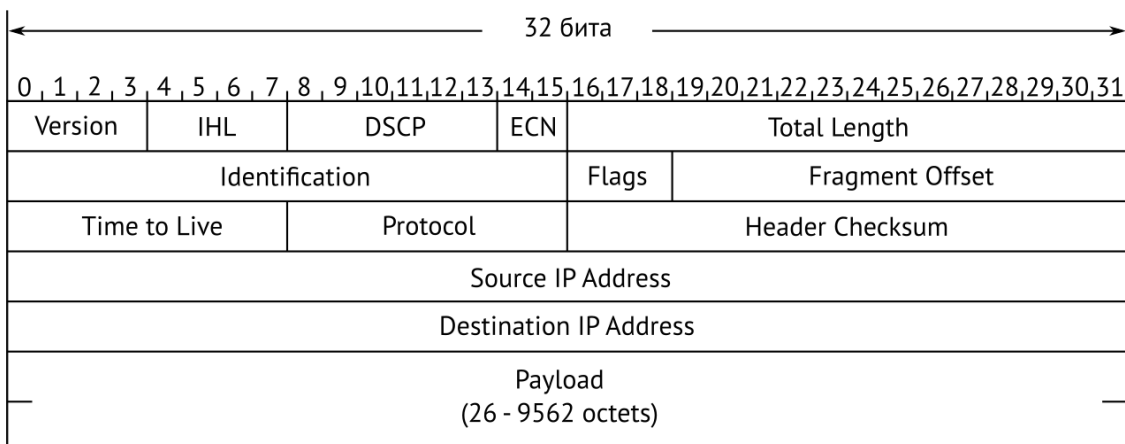 32 бита
0 1 2 3 4 5 6 7 8 9 10 11 12 13 14 15 16 17 18 19 20 21 22 23 24 25 26 27 28 29 30 31
Version IHL DSCP ECN Total Length
Identification Flags Fragment Offset
Time to Live Protocol Header Checksum
Source IP Address
Destination IP Address
Payload
(26 - 9562 octets)